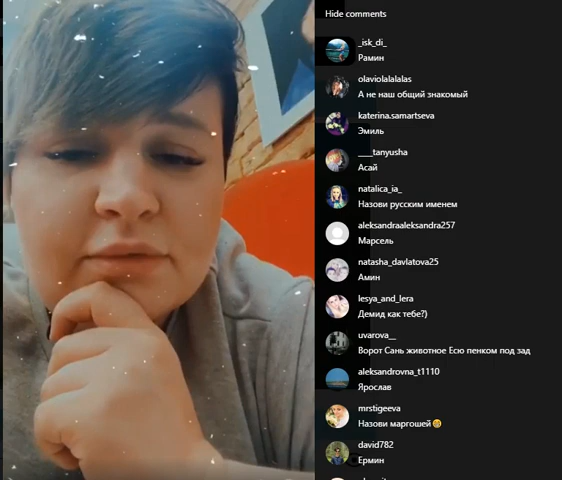 Hide comments
_isk_di_
Рамин
olaviolalalalas
А не наш общий знакомый
katerina.samartseva
Эмиль
____tanyusha
Асай
natalica_ia_
Назови русским именем
aleksandraaleksandra257
Марсель
natasha_davlatova25
Амин
lesya_and_lera
Демид как тебе?)
uvarova__
Ворот Сань животное Есю пенком под зад
aleksandrovna_t1110
Ярослав
mrstigeeva
Назови маргошей😊
david782
Ермин